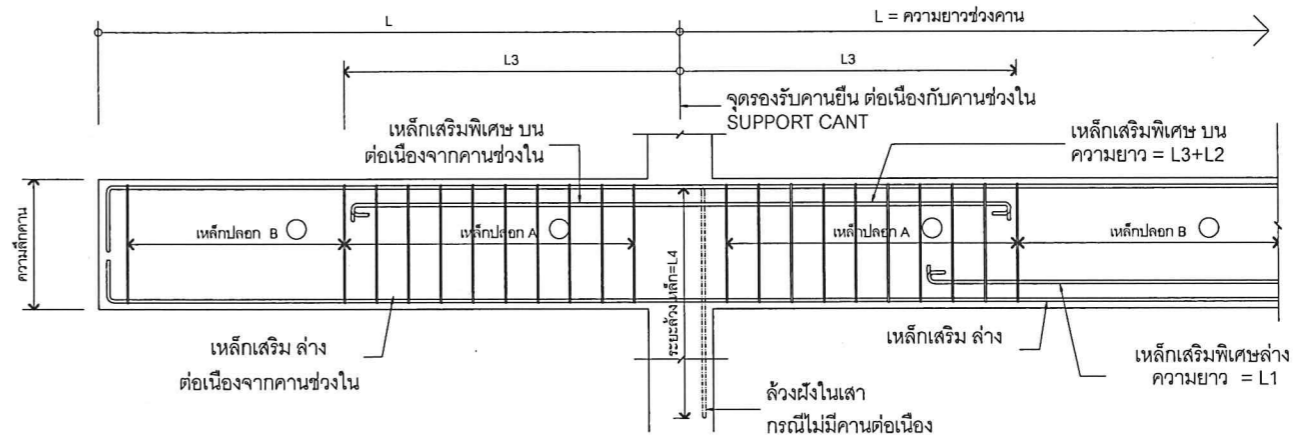 L
L = ความยาวช่วงคาน
L3
L3
จุดรองรับคานยืน ต่อเนื่องกับคานช่วงใน
SUPPORT CANT
เหล็กเสริมพิเศษ บน
ต่อเนื่องจากคานช่วงใน
เหล็กเสริมพิเศษ บน
ความยาว = L3+L2
ความลึกคาน
เหล็กปลอก B
เหล็กปลอก A
เหล็กปลอก A
เหล็กปลอก B
ระยะล้วงเหล็ก=L4
เหล็กเสริม ล่าง
ต่อเนื่องจากคานช่วงใน
เหล็กเสริม ล่าง
เหล็กเสริมพิเศษล่าง
ความยาว = L1
ล้วงฝังในเสา
กรณีไม่มีคานต่อเนื่อง